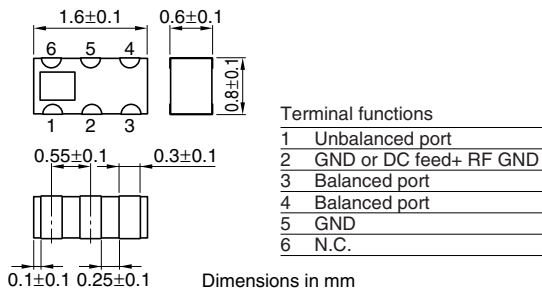 1.6±0.1 0.6±0.1
6 5 4
0.8±0.1
1 2 3
0.55±0.1 0.3±0.1
0.1±0.1 0.25±0.1
Dimensions in mm
Terminal functions
1 Unbalanced port
2 GND or DC feed+ RF GND
3 Balanced port
4 Balanced port
5 GND
6 N.C.